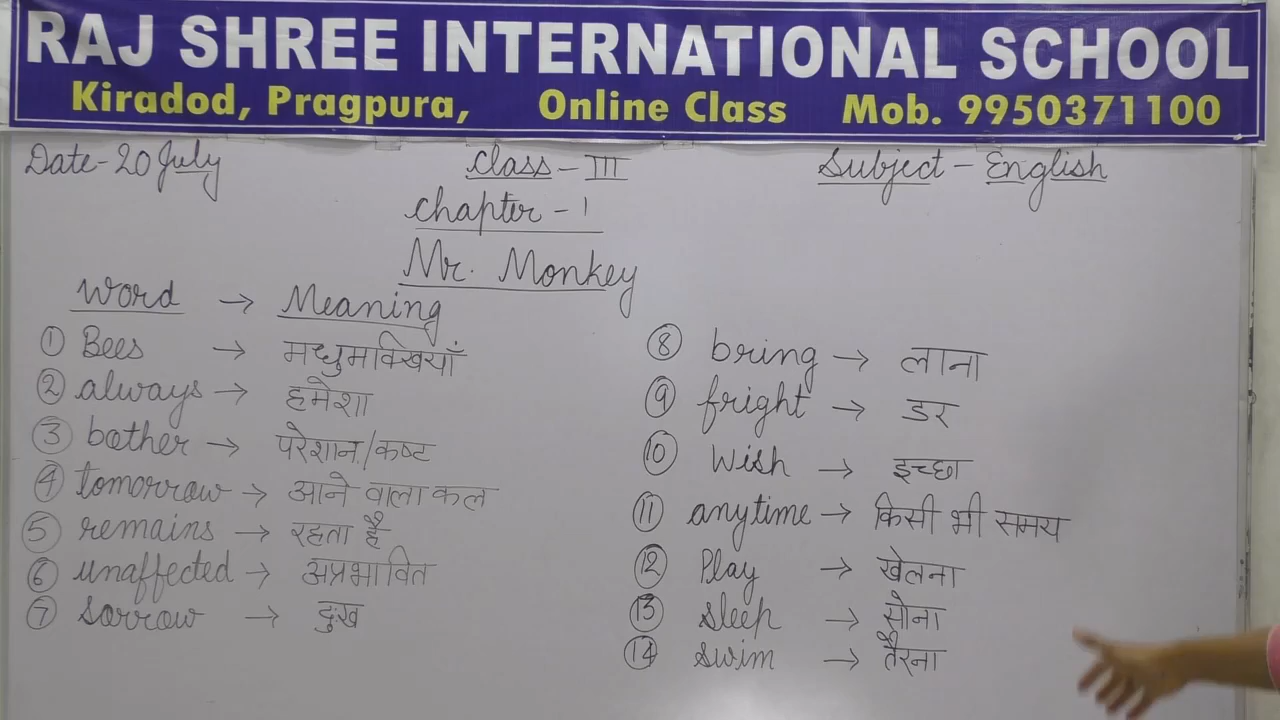 RAJ SHREE INTERNATIONAL SCHOOL
Kiradod, Pragpura, Online Class Mob. 9950371100
Date-20 July Class-III Subject-English
Chapter-1
Mr. Monkey
Word → Meaning
① Bees → मधुमक्खियाँ
② always → हमेशा
③ bother → परेशान/कष्ट
④ tomorrow → आने वाला कल
⑤ remains → रहता है
⑥ unaffected → अप्रभावित
⑦ sorrow → दुःख
⑧ bring → लाना
⑨ fright → डर
⑩ Wish → इच्छा
⑪ anytime → किसी भी समय
⑫ Play → खेलना
⑬ sleep → सोना
⑭ swim → तैरना